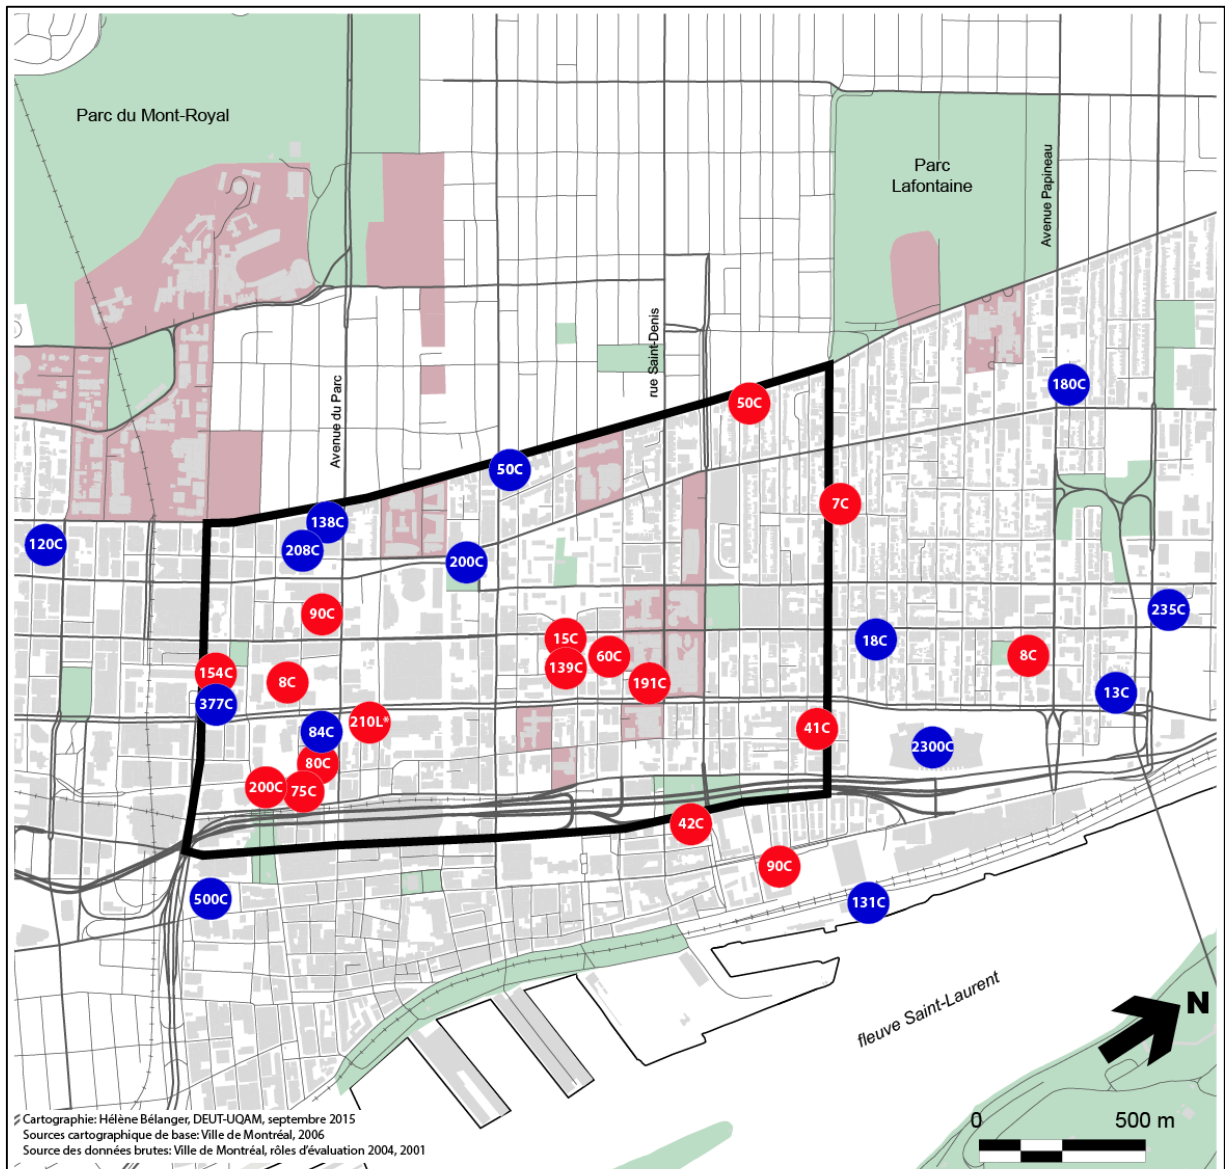 Parc du Mont-Royal
Parc
Lafontaine
Avenue Papineau
rue Saint-Denis
Avenue du Parc
180C
50C
50C
7C
138C
120C
208C
200C
235C
90C
15C
18C
60C
8C
139C
154C
8C
191C
13C
377C
210L*
84C
41C
2300C
80C
200C
75C
42C
90C
500C
131C
fleuve Saint-Laurent
N
Cartographie: Hélène Bélanger, DEUT-UQAM, septembre 2015
Sources cartographique de base: Ville de Montréal, 2006
Source des données brutes: Ville de Montréal, rôles d'évaluation 2004, 2001
0 500 m